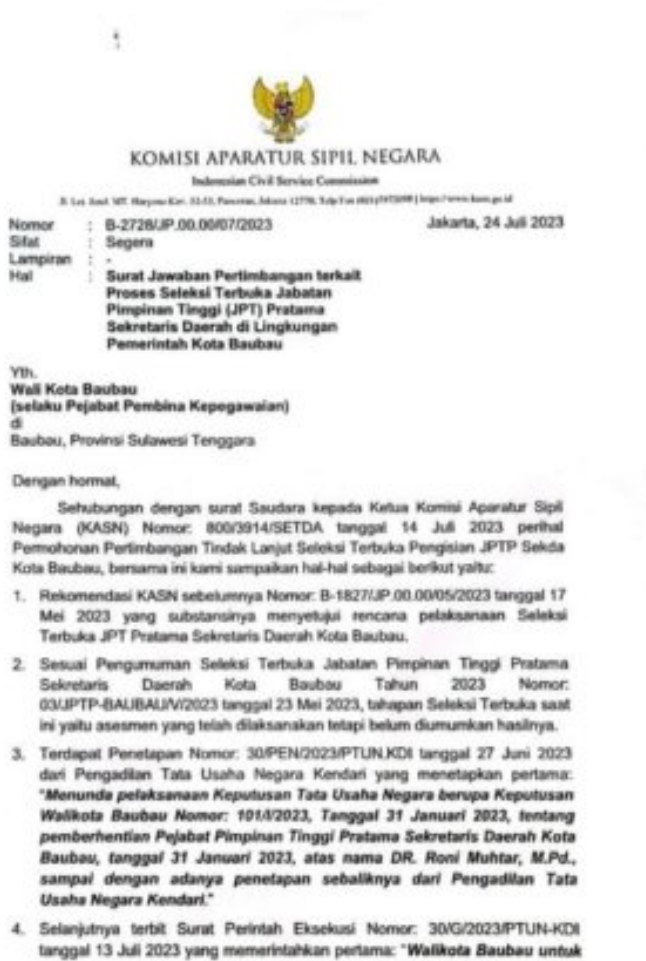 KOMISI APARATUR SIPIL NEGARA
Indonesian Civil Service Commission
Nomor : B-2728/JP.00.00/07/2023 Jakarta, 24 Juli 2023
Sifat : Segera
Lampiran : -
Hal : Surat Jawaban Pertimbangan terkait
Proses Seleksi Terbuka Jabatan
Pimpinan Tinggi (JPT) Pratama
Sekretaris Daerah di Lingkungan
Pemerintah Kota Baubau
Yth.
Wali Kota Baubau
(selaku Pejabat Pembina Kepegawaian)
di
Baubau, Provinsi Sulawesi Tenggara
Dengan hormat,
Sehubungan dengan surat Saudara kepada Ketua Komisi Aparatur Sipil
Negara (KASN) Nomor: 800/3914/SETDA tanggal 14 Juli 2023 perihal
Permohonan Pertimbangan Tindak Lanjut Seleksi Terbuka Pengisian JPTP Sekda
Kota Baubau, bersama ini kami sampaikan hal-hal sebagai berikut yaitu:
1. Rekomendasi KASN sebelumnya Nomor: B-1827/JP.00.00/05/2023 tanggal 17
Mei 2023 yang substansinya menyetujui rencana pelaksanaan Seleksi
Terbuka JPT Pratama Sekretaris Daerah Kota Baubau.
2. Sesuai Pengumuman Seleksi Terbuka Jabatan Pimpinan Tinggi Pratama
Sekretaris Daerah Kota Baubau Tahun 2023 Nomor:
03/JPTP-BAUBAU/V/2023 tanggal 23 Mei 2023, tahapan Seleksi Terbuka saat
ini yaitu asesmen yang telah dilaksanakan tetapi belum diumumkan hasilnya.
3. Terdapat Penetapan Nomor: 30/PEN/2023/PTUN.KDI tanggal 27 Juni 2023
dari Pengadilan Tata Usaha Negara Kendari yang menetapkan pertama:
"Menunda pelaksanaan Keputusan Tata Usaha Negara berupa Keputusan
Walikota Baubau Nomor: 101/I/2023, Tanggal 31 Januari 2023, tentang
pemberhentian Pejabat Pimpinan Tinggi Pratama Sekretaris Daerah Kota
Baubau, tanggal 31 Januari 2023, atas nama DR. Roni Muhtar, M.Pd.,
sampai dengan adanya penetapan sebaliknya dari Pengadilan Tata
Usaha Negara Kendari."
4. Selanjutnya terbit Surat Perintah Eksekusi Nomor: 30/G/2023/PTUN-KDI
tanggal 13 Juli 2023 yang memerintahkan pertama: "Walikota Baubau untuk